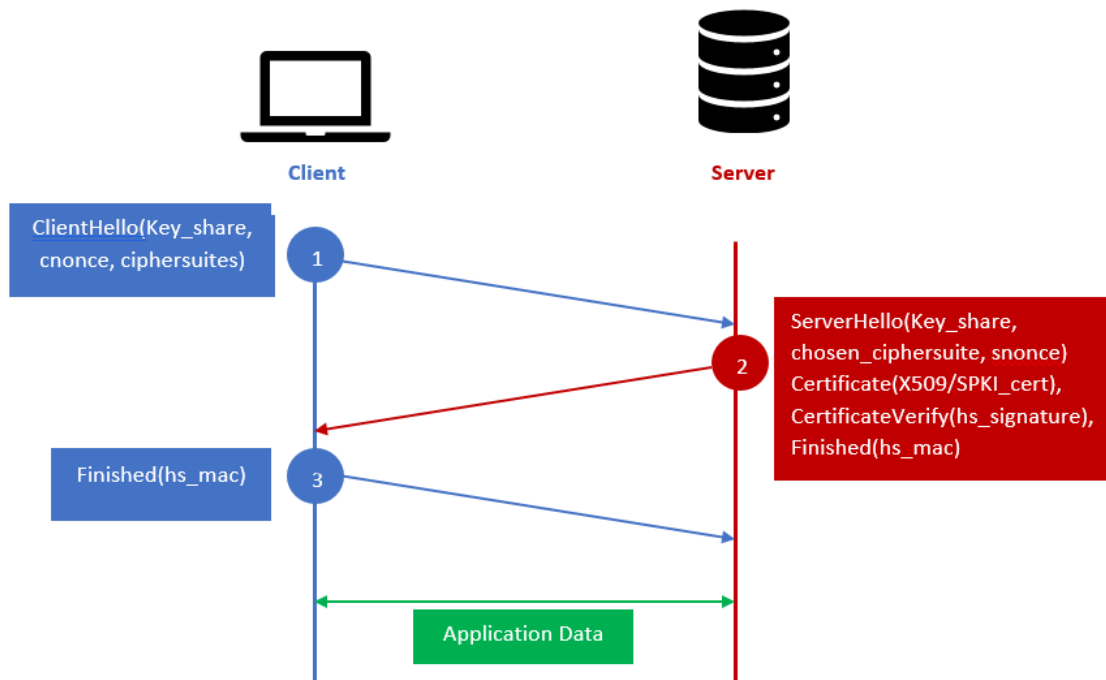 Client
Server
ClientHello(Key_share,
cnonce, ciphersuites)
1
ServerHello(Key_share,
chosen_ciphersuite, snonce)
Certificate(X509/SPKI_cert),
CertificateVerify(hs_signature),
Finished(hs_mac)
2
Finished(hs_mac)
3
Application Data